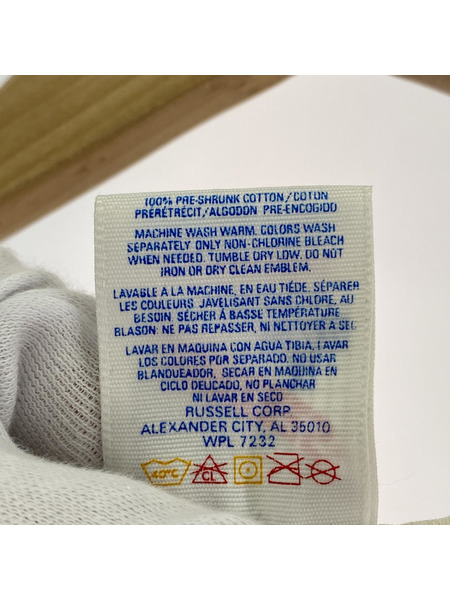 100% PRE-SHRUNK COTTON/COTON
PRÉRÉTRÉCIT./ALGODON PRE-ENCOGIDO
MACHINE WASH WARM. COLORS WASH
SEPARATELY ONLY NON-CHLORINE BLEACH
WHEN NEEDED. TUMBLE DRY LOW. DO NOT
IRON OR DRY CLEAN EMBLEM.
LAVABLE À LA MACHINE, EN EAU TIÉDE, SÉPARER
LES COULEURS. JAVELISANT SANS CHLORE, AU
BESOIN. SÉCHER À BASSE TEMPÉRATURE
BLASON: NE PAS REPASSER, NI NCTTOYER A SEC
LAVAR EN MAQUINA CON AGUA TIBIA, LAVAR
LOS COLORES POR SEPARADO. NO USAR
BLANQUEADOR, SECAR EN MAQUINA EN
CICLO DELICADO, NO PLANCHAR
NI LAVAR EN SECO
RUSSELL CORP.
ALEXANDER CITY, AL 35010
WPL 7232
40°C CL